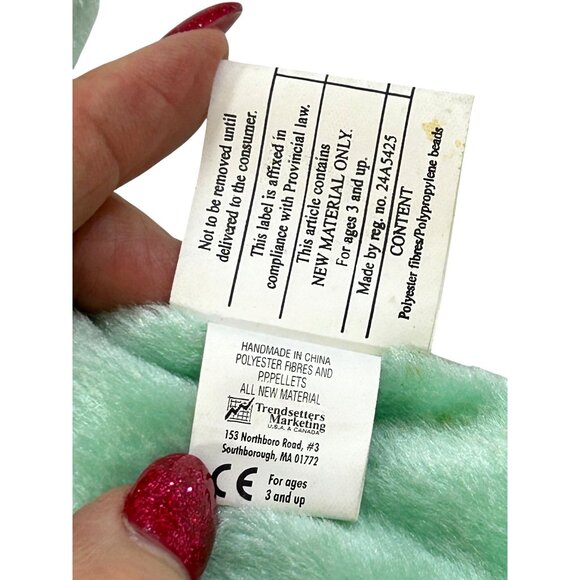 Not to be removed until
delivered to the consumer.
This label is affixed in
compliance with Provincial law.
This article contains
NEW MATERIAL ONLY.
For ages 3 and up.
Made by reg. no. 24A5425
CONTENT
Polyester fibres/Polypropylene beads
HANDMADE IN CHINA
POLYESTER FIBRES AND
P.P.PELLETS
ALL NEW MATERIAL
Trendsetters
Marketing
U.S.A & CANADA
153 Northboro Road, #3
Southborough, MA 01772
CE For ages
3 and up